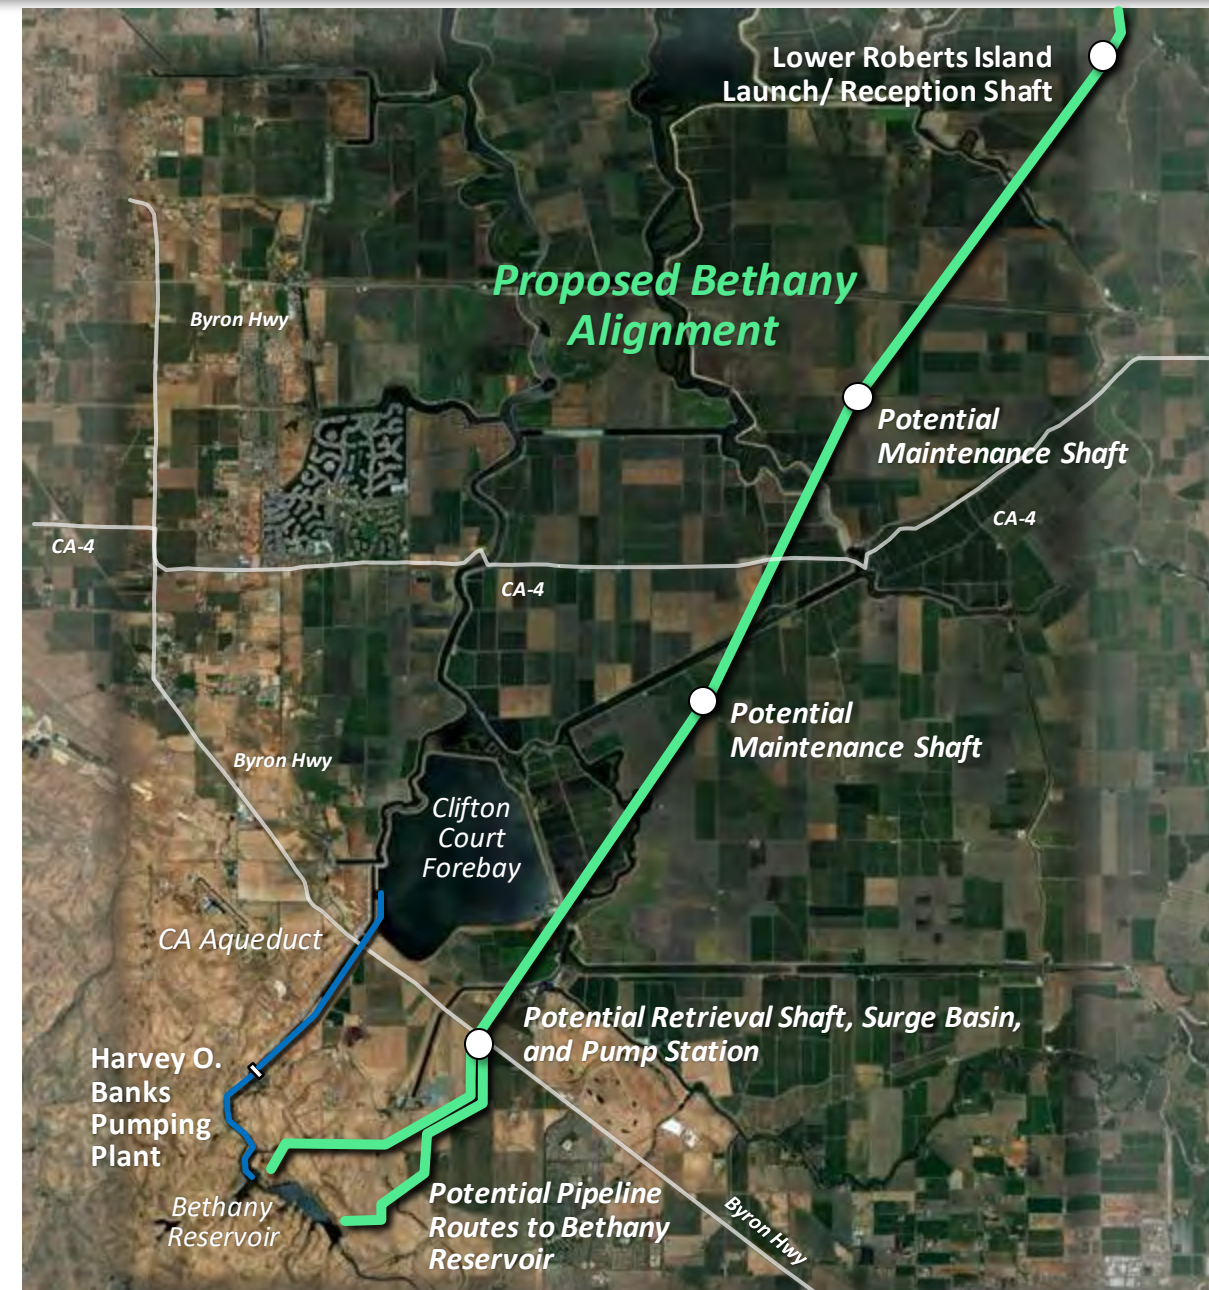 Lower Roberts Island
Launch/ Reception Shaft
Proposed Bethany
Alignment
Byron Hwy
Potential
Maintenance Shaft
CA-4
CA-4
CA-4
Potential
Maintenance Shaft
Byron Hwy
Clifton
Court
Forebay
CA Aqueduct
Potential Retrieval Shaft, Surge Basin,
and Pump Station
Harvey O.
Banks
Pumping
Plant
Potential Pipeline
Routes to Bethany
Reservoir
Bethany
Reservoir
Byron Hwy